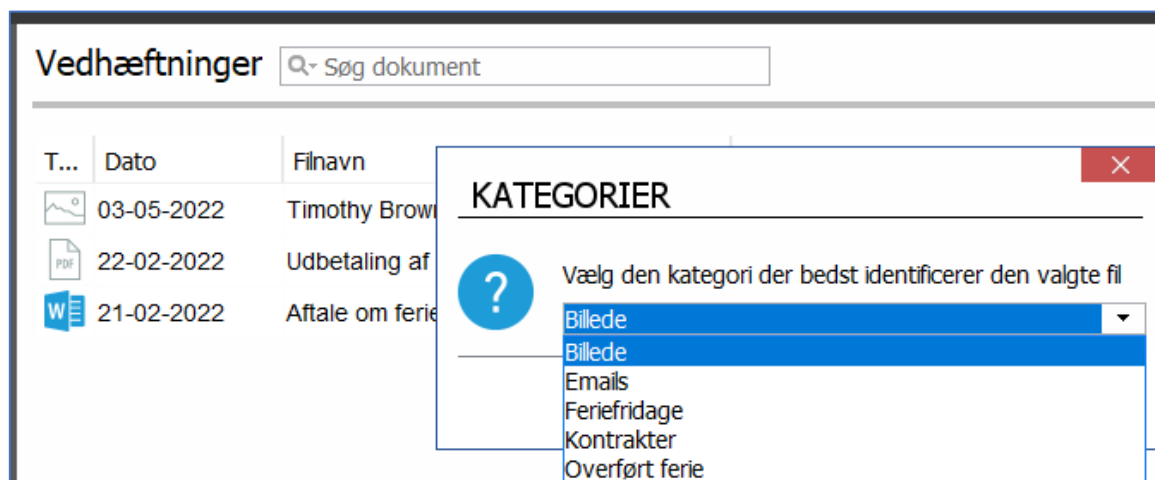 Vedhæftninger
Søg dokument
T... Dato Filnavn
03-05-2022 Timothy Brow
PDF 22-02-2022 Udbetaling af
W 21-02-2022 Aftale om ferie
KATEGORIER
?
Vælg den kategori der bedst identificerer den valgte fil
Billede
Billede
Emails
Feriefridage
Kontrakter
Overført ferie